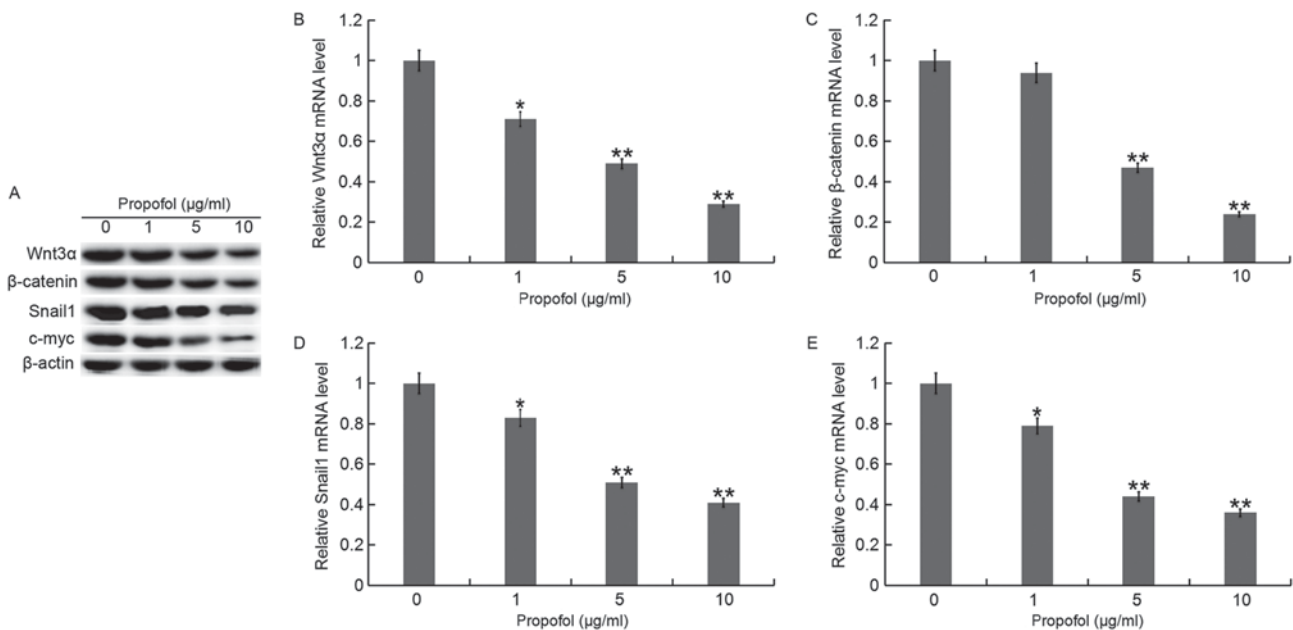 A
Propofol (µg/ml)
0 1 5 10
Wnt3α
β-catenin
Snail1
c-myc
β-actin
B
Relative Wnt3α mRNA level
1.2
1
0.8
0.6
0.4
0.2
0
*
**
**
0 1 5 10
Propofol (µg/ml)
C
Relative β-catenin mRNA level
1.2
1
0.8
0.6
0.4
0.2
0
**
**
0 1 5 10
Propofol (µg/ml)
D
Relative Snail1 mRNA level
1.2
1
0.8
0.6
0.4
0.2
0
*
**
**
0 1 5 10
Propofol (µg/ml)
E
Relative c-myc mRNA level
1.2
1
0.8
0.6
0.4
0.2
0
*
**
**
0 1 5 10
Propofol (µg/ml)